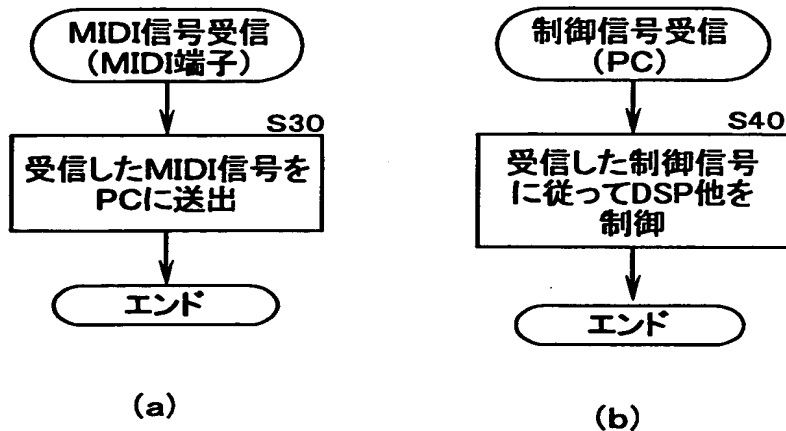 MIDI信号受信
（MIDI端子）
S30
受信したMIDI信号を
PCに送出
エンド
(a)
制御信号受信
（PC）
S40
受信した制御信号
に従ってDSP他を
制御
エンド
(b)